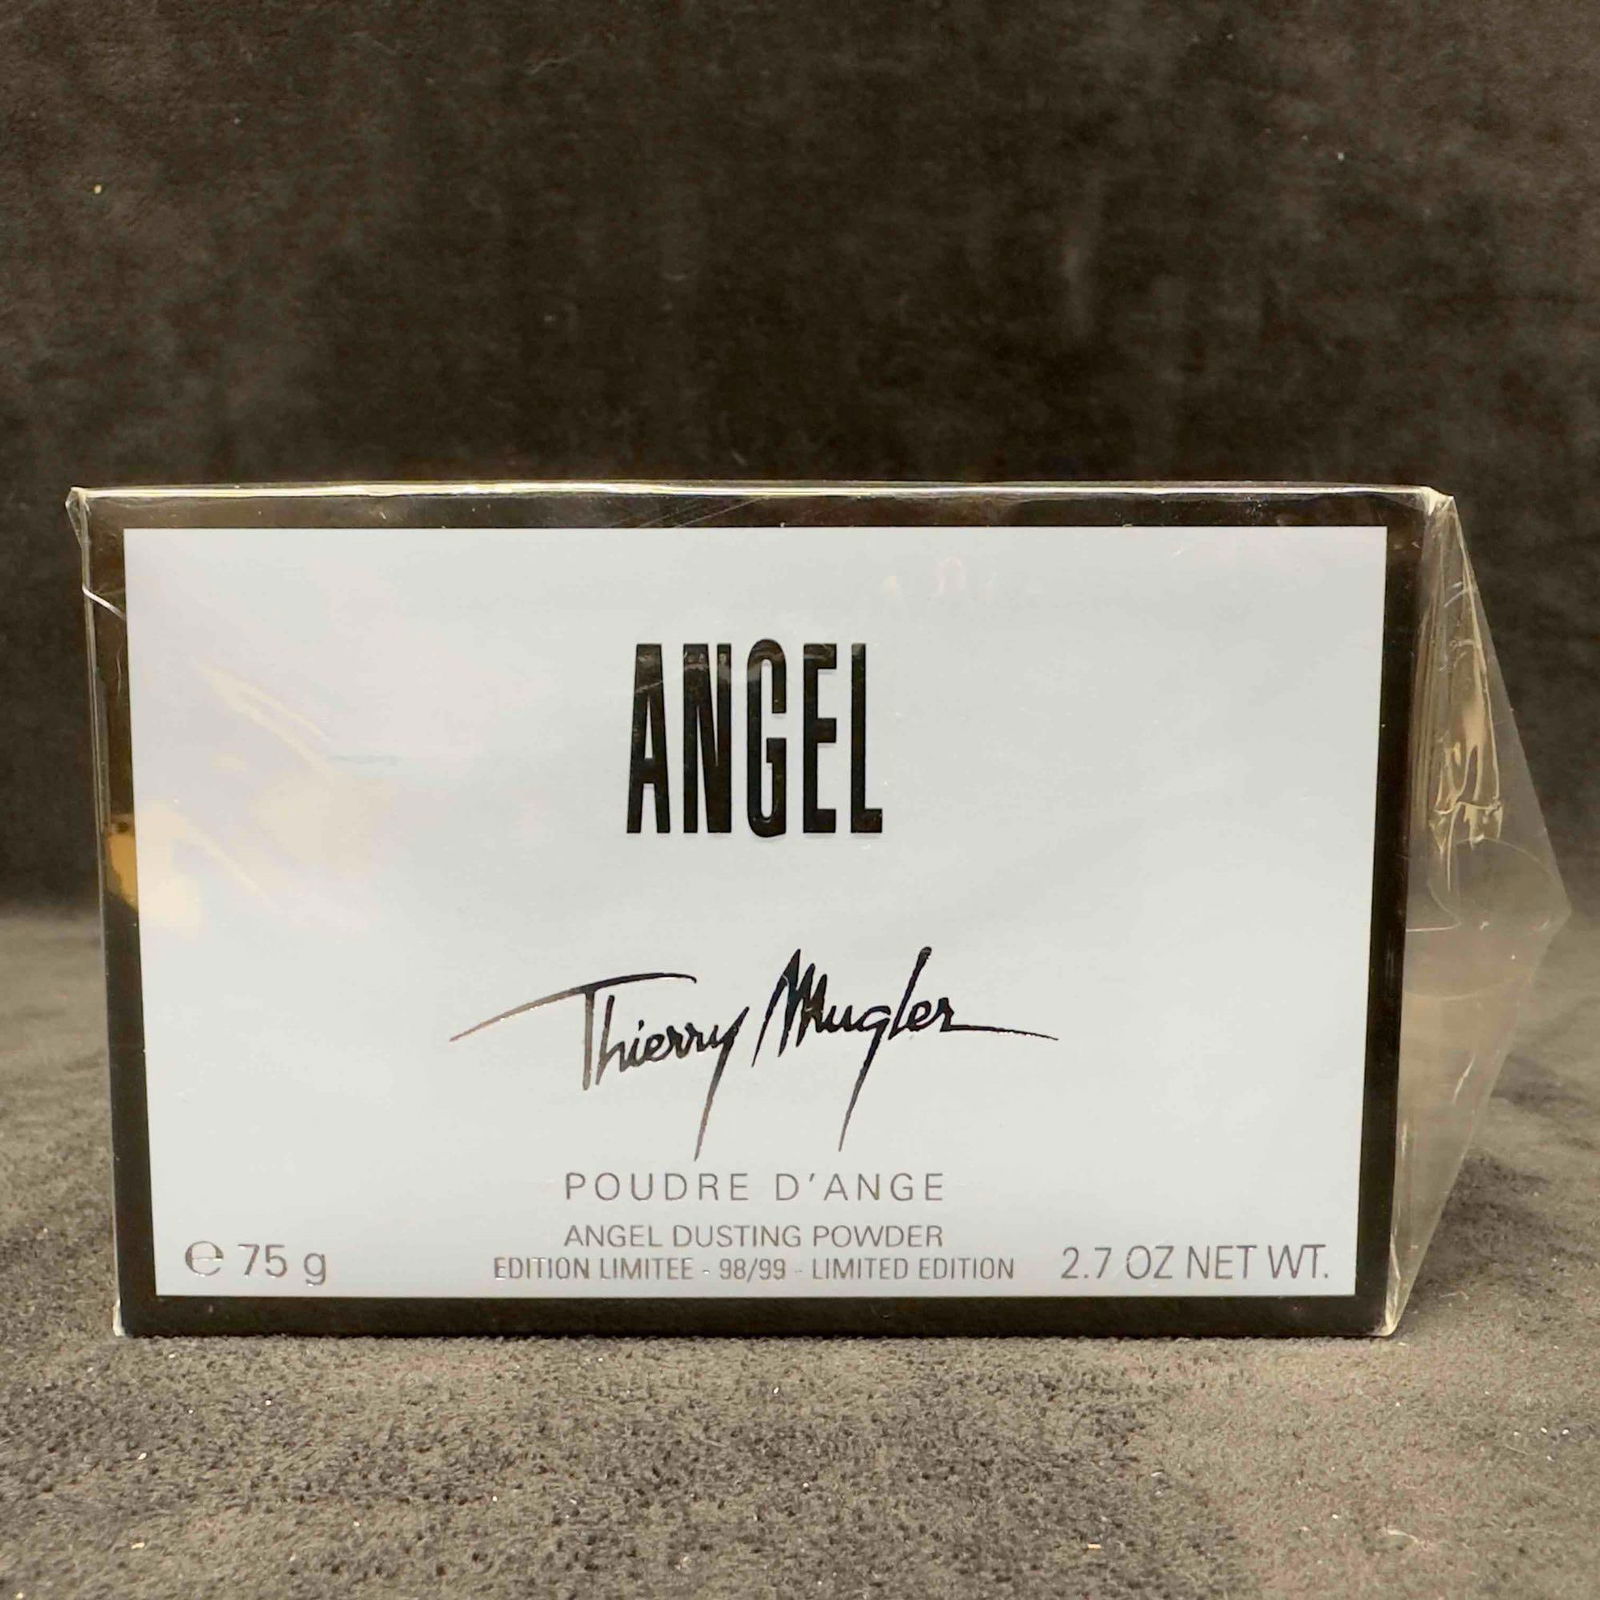 ANGEL
Thierry Mugler
POUDRE D'ANGE
ANGEL DUSTING POWDER
EDITION LIMITEE - 98/99 - LIMITED EDITION
℮ 75 g
2.7 OZ NET WT.